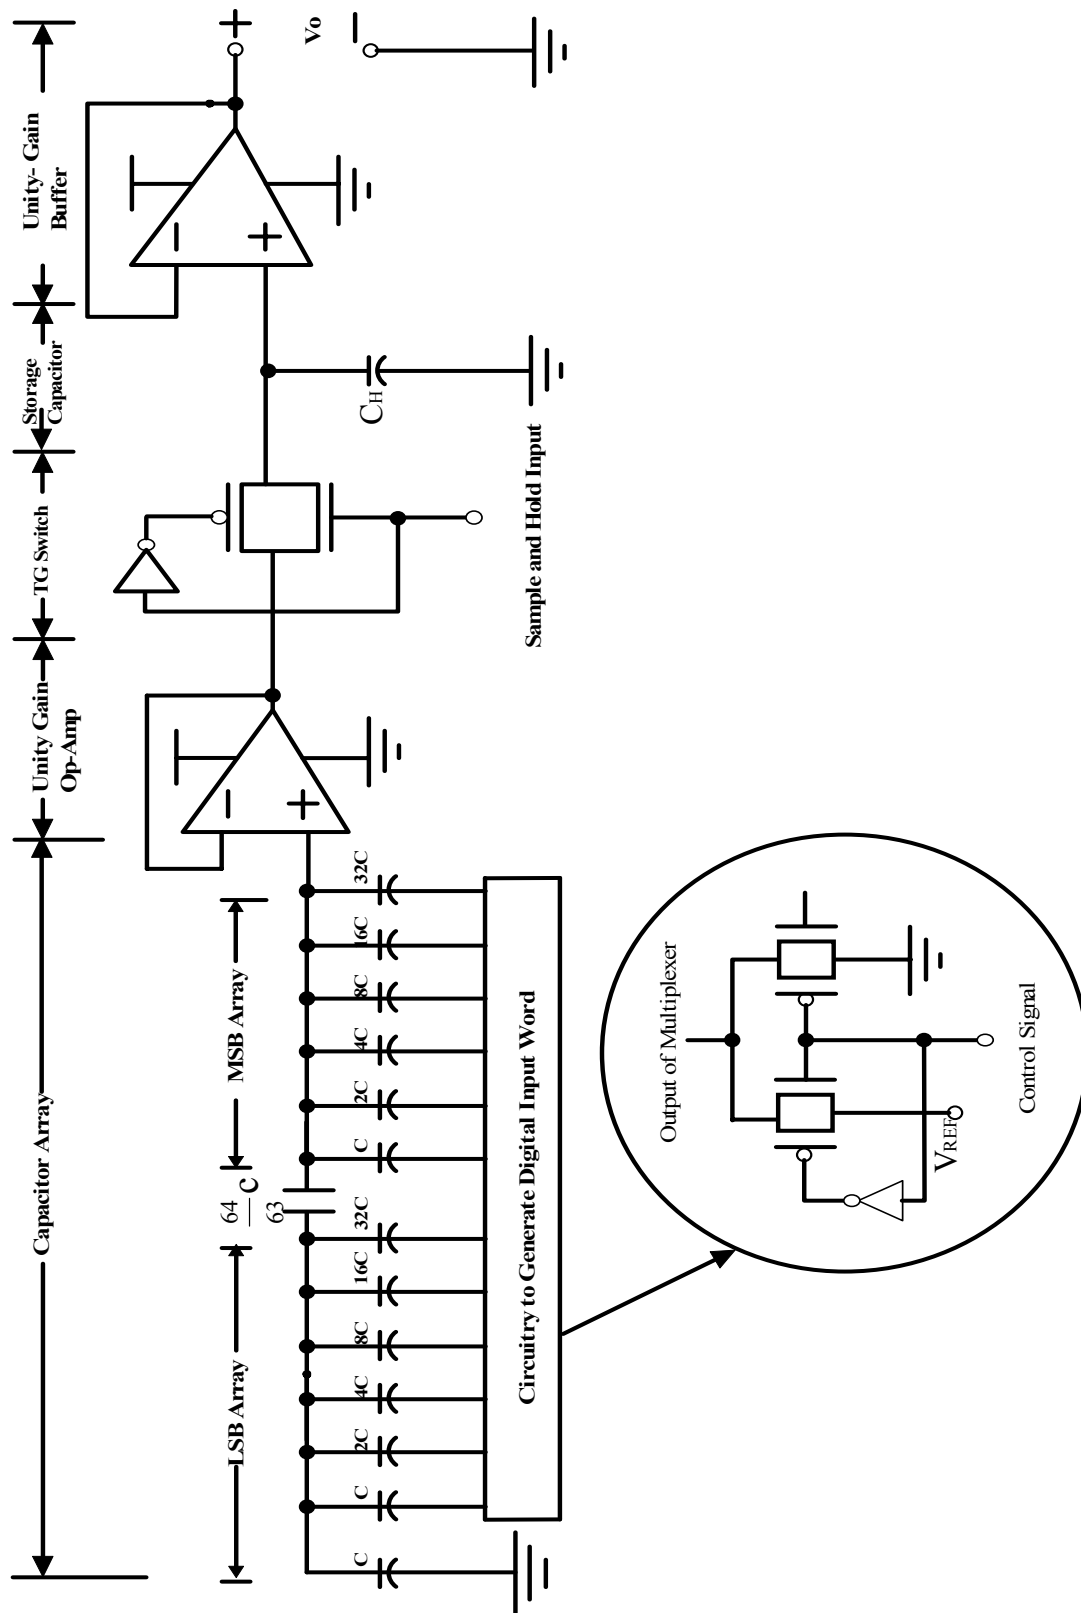 Capacitor Array
Unity Gain
Op-Amp
TG Switch
Storage
Capacitor
Unity- Gain
Buffer
LSB Array
64
63
C
MSB Array
C
C
2C
4C
8C
16C
32C
C
2C
4C
8C
16C
32C
Circuitry to Generate Digital Input Word
−
+
Sample and Hold Input
CH
−
+
+
Vo
−
Output of Multiplexer
VREF
Control Signal